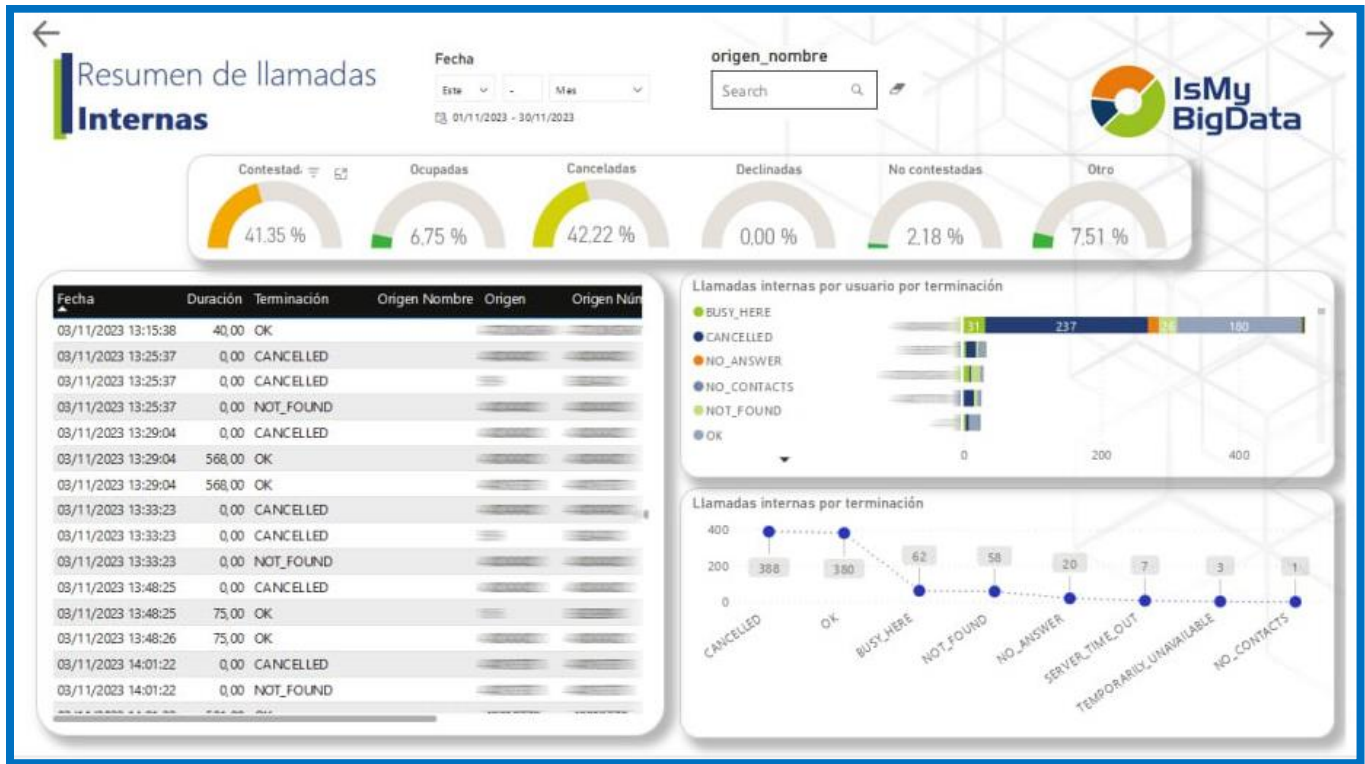 Resumen de llamadas
Internas
Fecha
Este - Mes
01/11/2023 - 30/11/2023
origen_nombre
Search
IsMy
BigData
Contestad. Ocupadas Canceladas Declinadas No contestadas Otro
41,35 % 6,75 % 42,22 % 0,00 % 2,18 % 7,51 %
Fecha Duración Terminación Origen Nombre Origen Origen Núm
03/11/2023 13:15:38 40,00 OK
03/11/2023 13:25:37 0,00 CANCELLED
03/11/2023 13:25:37 0,00 CANCELLED
03/11/2023 13:25:37 0,00 NOT_FOUND
03/11/2023 13:29:04 0,00 CANCELLED
03/11/2023 13:29:04 568,00 OK
03/11/2023 13:29:04 568,00 OK
03/11/2023 13:33:23 0,00 CANCELLED
03/11/2023 13:33:23 0,00 CANCELLED
03/11/2023 13:33:23 0,00 NOT_FOUND
03/11/2023 13:48:25 0,00 CANCELLED
03/11/2023 13:48:25 75,00 OK
03/11/2023 13:48:26 75,00 OK
03/11/2023 14:01:22 0,00 CANCELLED
03/11/2023 14:01:22 0,00 NOT_FOUND
Llamadas internas por usuario por terminación
BUSY_HERE
CANCELLED
NO_ANSWER
NO_CONTACTS
NOT_FOUND
OK
31 237 26 180
0 200 400
Llamadas internas por terminación
400
200
0
388 380 62 58 20 7 3 1
CANCELLED OK BUSY_HERE NOT_FOUND NO_ANSWER SERVER_TIME_OUT TEMPORARILY_UNAVAILABLE NO_CONTACTS